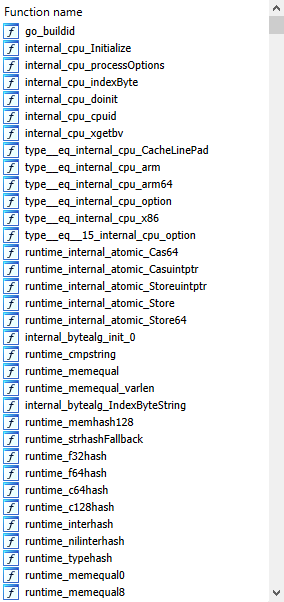 Function name
go_buildid
internal_cpu_Initialize
internal_cpu_processOptions
internal_cpu_indexByte
internal_cpu_doinit
internal_cpu_cpuid
internal_cpu_xgetbv
type__eq_internal_cpu_CacheLinePad
type__eq_internal_cpu_arm
type__eq_internal_cpu_arm64
type__eq_internal_cpu_option
type__eq_internal_cpu_x86
type__eq__15_internal_cpu_option
runtime_internal_atomic_Cas64
runtime_internal_atomic_Casuintptr
runtime_internal_atomic_Storeuintptr
runtime_internal_atomic_Store
runtime_internal_atomic_Store64
internal_bytealg_init_0
runtime_cmpstring
runtime_memequal
runtime_memequal_varlen
internal_bytealg_IndexByteString
runtime_memhash128
runtime_strhashFallback
runtime_f32hash
runtime_f64hash
runtime_c64hash
runtime_c128hash
runtime_interhash
runtime_nilinterhash
runtime_typehash
runtime_memequal0
runtime_memequal8